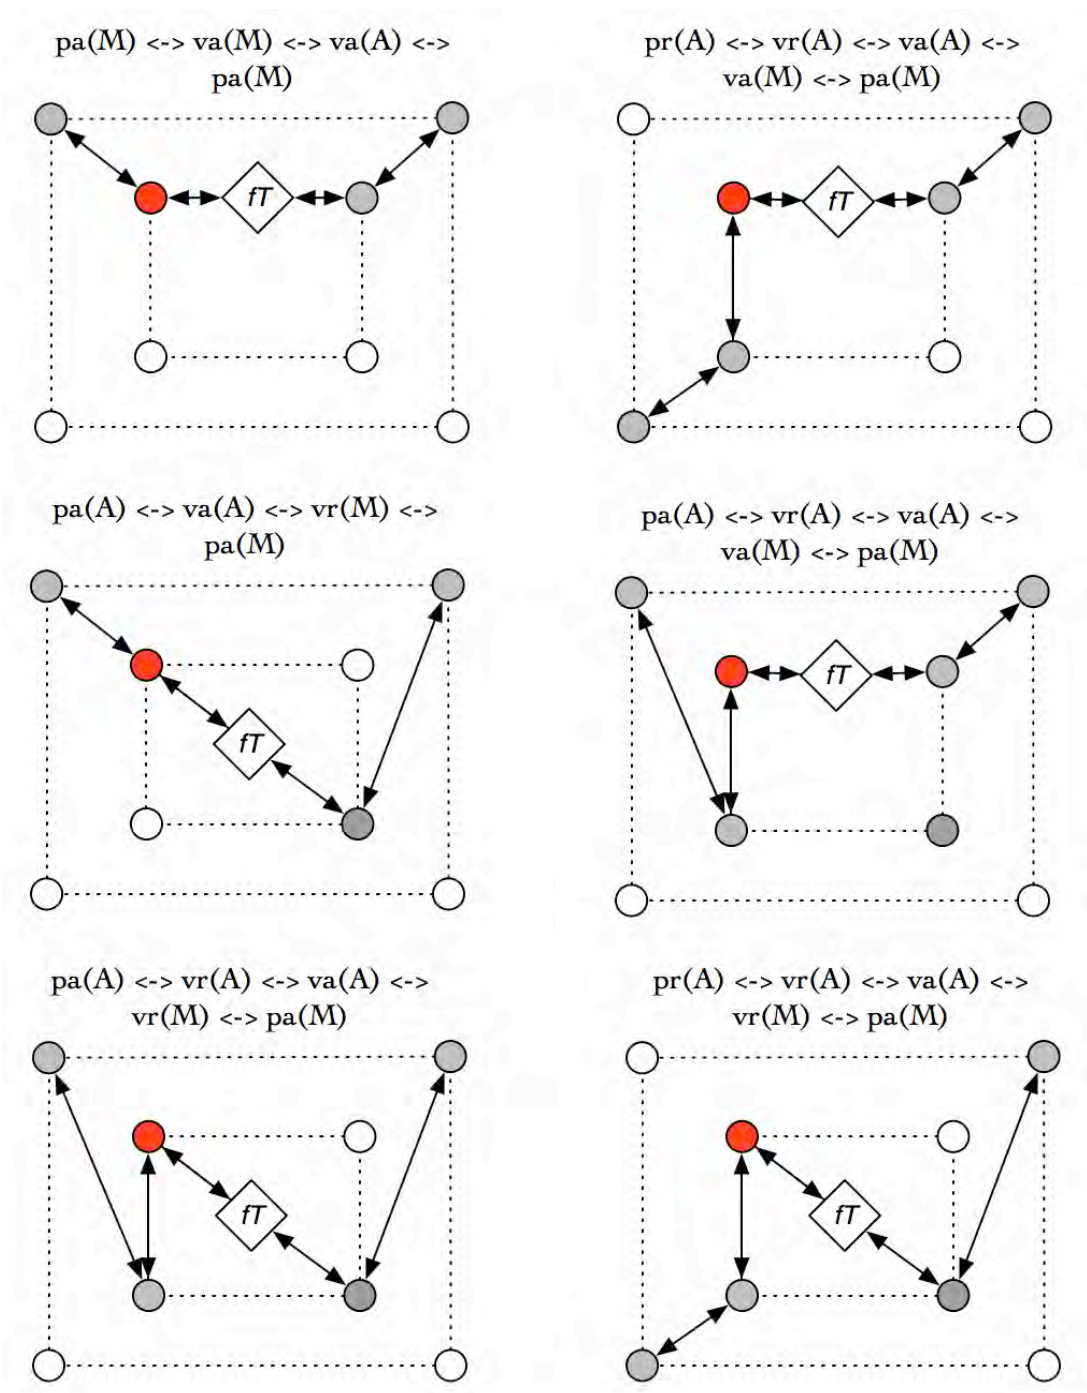 pa(M) <-> va(M) <-> va(A) <->
pa(M)
pr(A) <-> vr(A) <-> va(A) <->
va(M) <-> pa(M)
fT
fT
pa(A) <-> va(A) <-> vr(M) <->
pa(M)
pa(A) <-> vr(A) <-> va(A) <->
va(M) <-> pa(M)
fT
fT
pa(A) <-> vr(A) <-> va(A) <->
vr(M) <-> pa(M)
pr(A) <-> vr(A) <-> va(A) <->
vr(M) <-> pa(M)
fT
fT